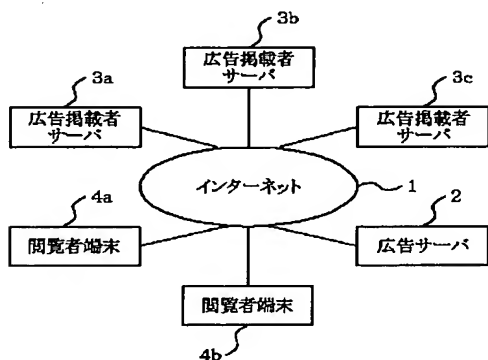 3b
広告掲載者
サーバ
3a
広告掲載者
サーバ
3c
広告掲載者
サーバ
インターネット
1
4a
閲覧者端末
2
広告サーバ
閲覧者端末
4b